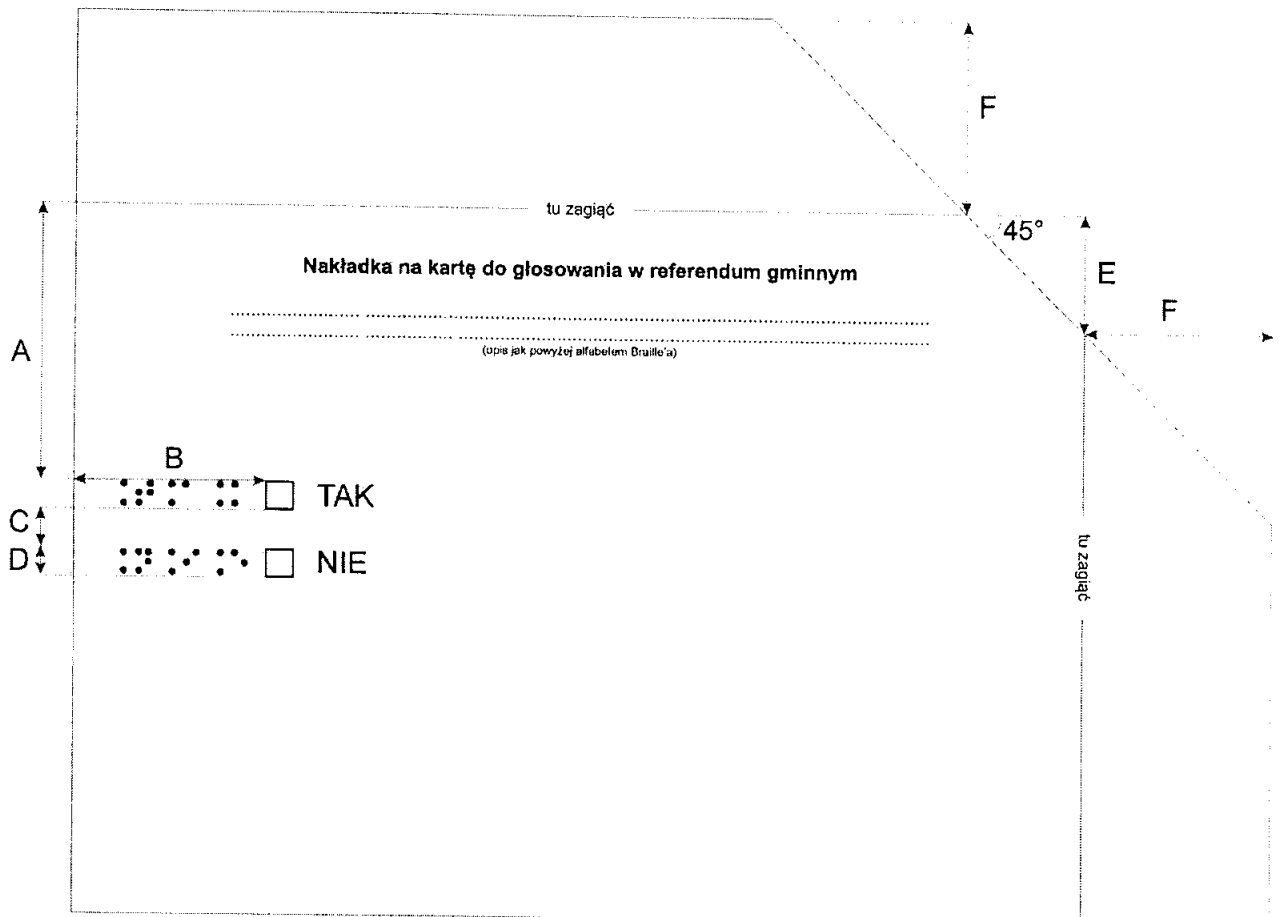 F
tu zagiąć
45°
Nakładka na kartę do głosowania w referendum gminnym
E
F
A
(opis jak powyżej alfabetem Braille'a)
B
⠞⠁⠅ TAK
C
D
NIE
tu zagiąć